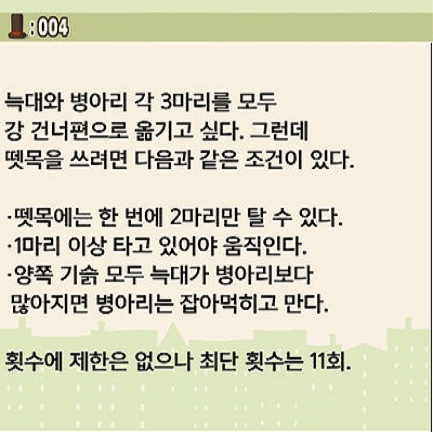 :004
늑대와 병아리 각 3마리를 모두
강 건너편으로 옮기고 싶다. 그런데
뗏목을 쓰려면 다음과 같은 조건이 있다.
·뗏목에는 한 번에 2마리만 탈 수 있다.
·1마리 이상 타고 있어야 움직인다.
·양쪽 기슭 모두 늑대가 병아리보다
많아지면 병아리는 잡아먹히고 만다.
횟수에 제한은 없으나 최단 횟수는 11회.